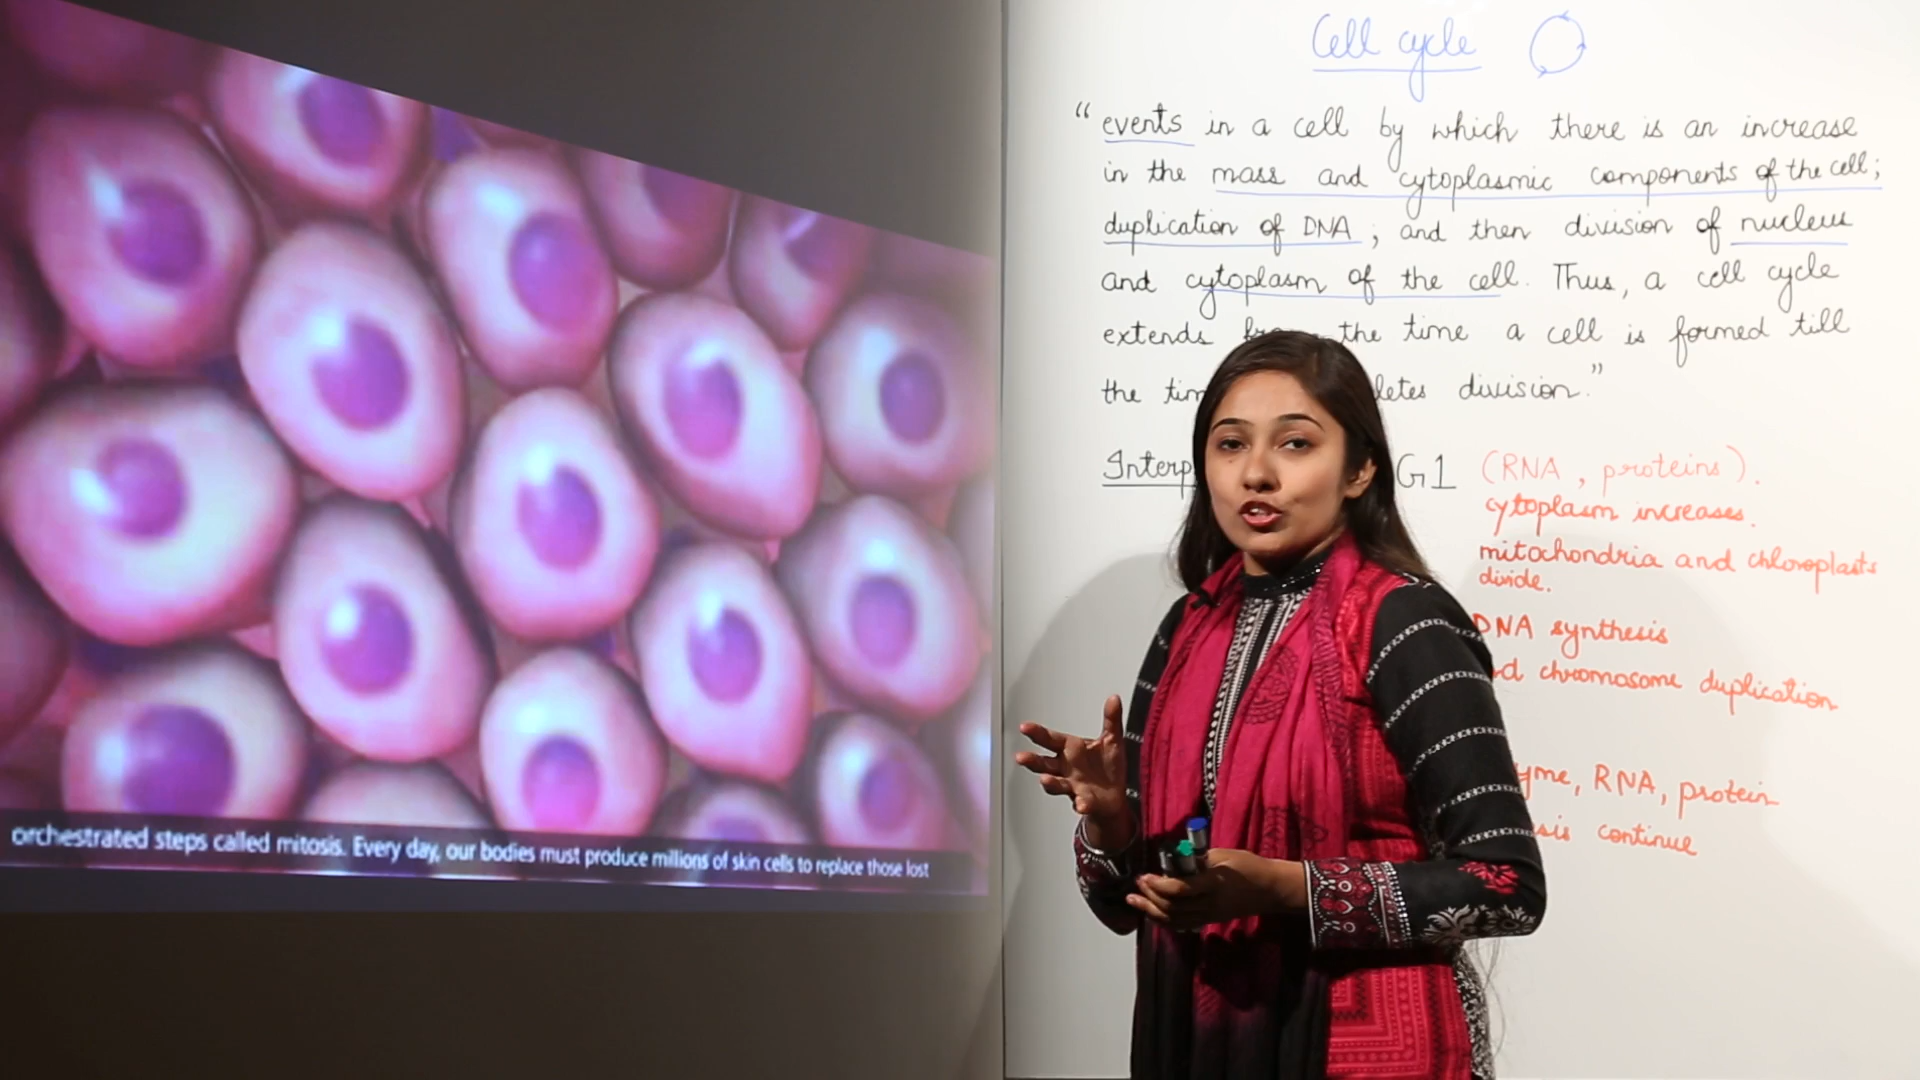 Cell cycle
“ events in a cell by which there is an increase
in the mass and cytoplasmic components of the cell;
duplication of DNA ; and then division of nucleus
and cytoplasm of the cell. Thus, a cell cycle
extends the time a cell is formed till
the division.”
G1 (RNA , proteins).
cytoplasm increases.
mitochondria and chloroplasts
divide.
DNA synthesis
chromosome duplication
RNA, protein
continue
orchestrated steps called mitosis. Every day, our bodies must produce millions of skin cells to replace those lost